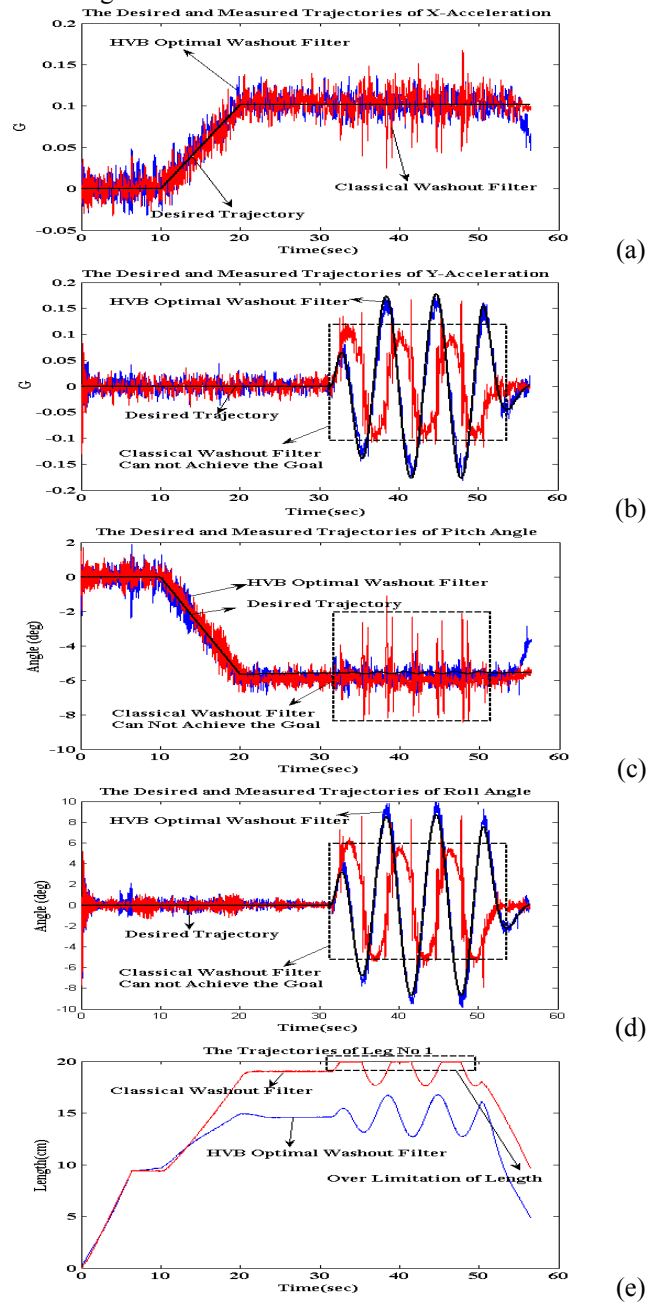 The Desired and Measured Trajectories of X-Acceleration
0.2
HVB Optimal Washout Filter
0.15
0.1
G
0.05
Classical Washout Filter
0
Desired Trajectory
-0.05
0 10 20 30 40 50 60
Time(sec)
(a)
The Desired and Measured Trajectories of Y-Acceleration
0.2
HVB Optimal Washout Filter
0.15
0.1
0.05
G
0
Desired Trajectory
-0.05
-0.1
Classical Washout Filter
Can not Achieve the Goal
-0.15
0.2
0 10 20 30 40 50 60
Time(sec)
(b)
The Desired and Measured Trajectories of Pitch Angle
2
0
HVB Optimal Washout Filter
-2
Desired Trajectory
Angle (deg)
-4
-6
Classical Washout Filter
Can Not Achieve the Goal
-8
-10
0 10 20 30 40 50 60
Time(sec)
(c)
The Desired and Measured Trajectories of Roll Angle
10
HVB Optimal Washout Filter
8
6
4
2
Angle (deg)
0
-2
Desired Trajectory
-4
-6
Classical Washout Filter
Can not Achieve the Goal
-8
-10
0 10 20 30 40 50 60
Time(sec)
(d)
The Trajectories of Leg No 1
20
Classical Washout Filter
15
Length(cm)
HVB Optimal Washout Filter
10
Over Limitation of Length
5
0
0 10 20 30 40 50 60
Time(sec)
(e)